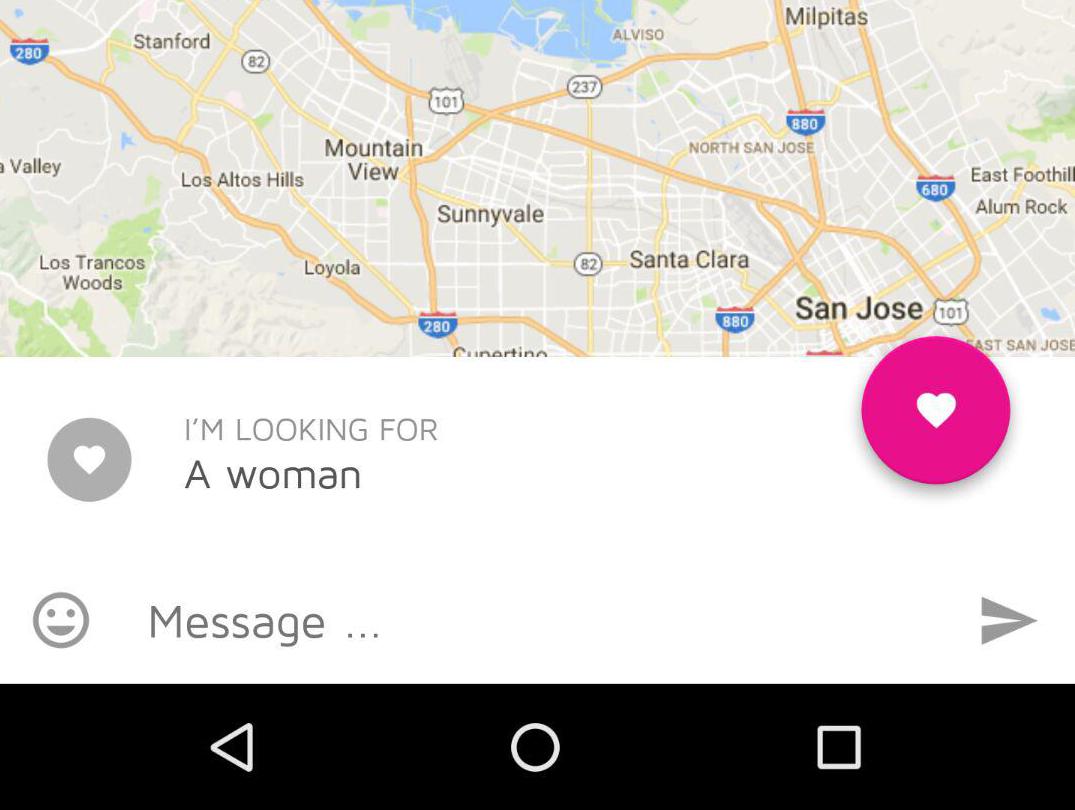 Milpitas
ALVISO
Stanford
280
82
237
101
880
Mountain
View
NORTH SAN JOSE
a Valley
Los Altos Hills
East Foothill
680
Alum Rock
Sunnyvale
Los Trancos
Woods
Loyola
82
Santa Clara
San Jose
101
280
880
EAST SAN JOSE
Cupertino
I'M LOOKING FOR
A woman
Message ...